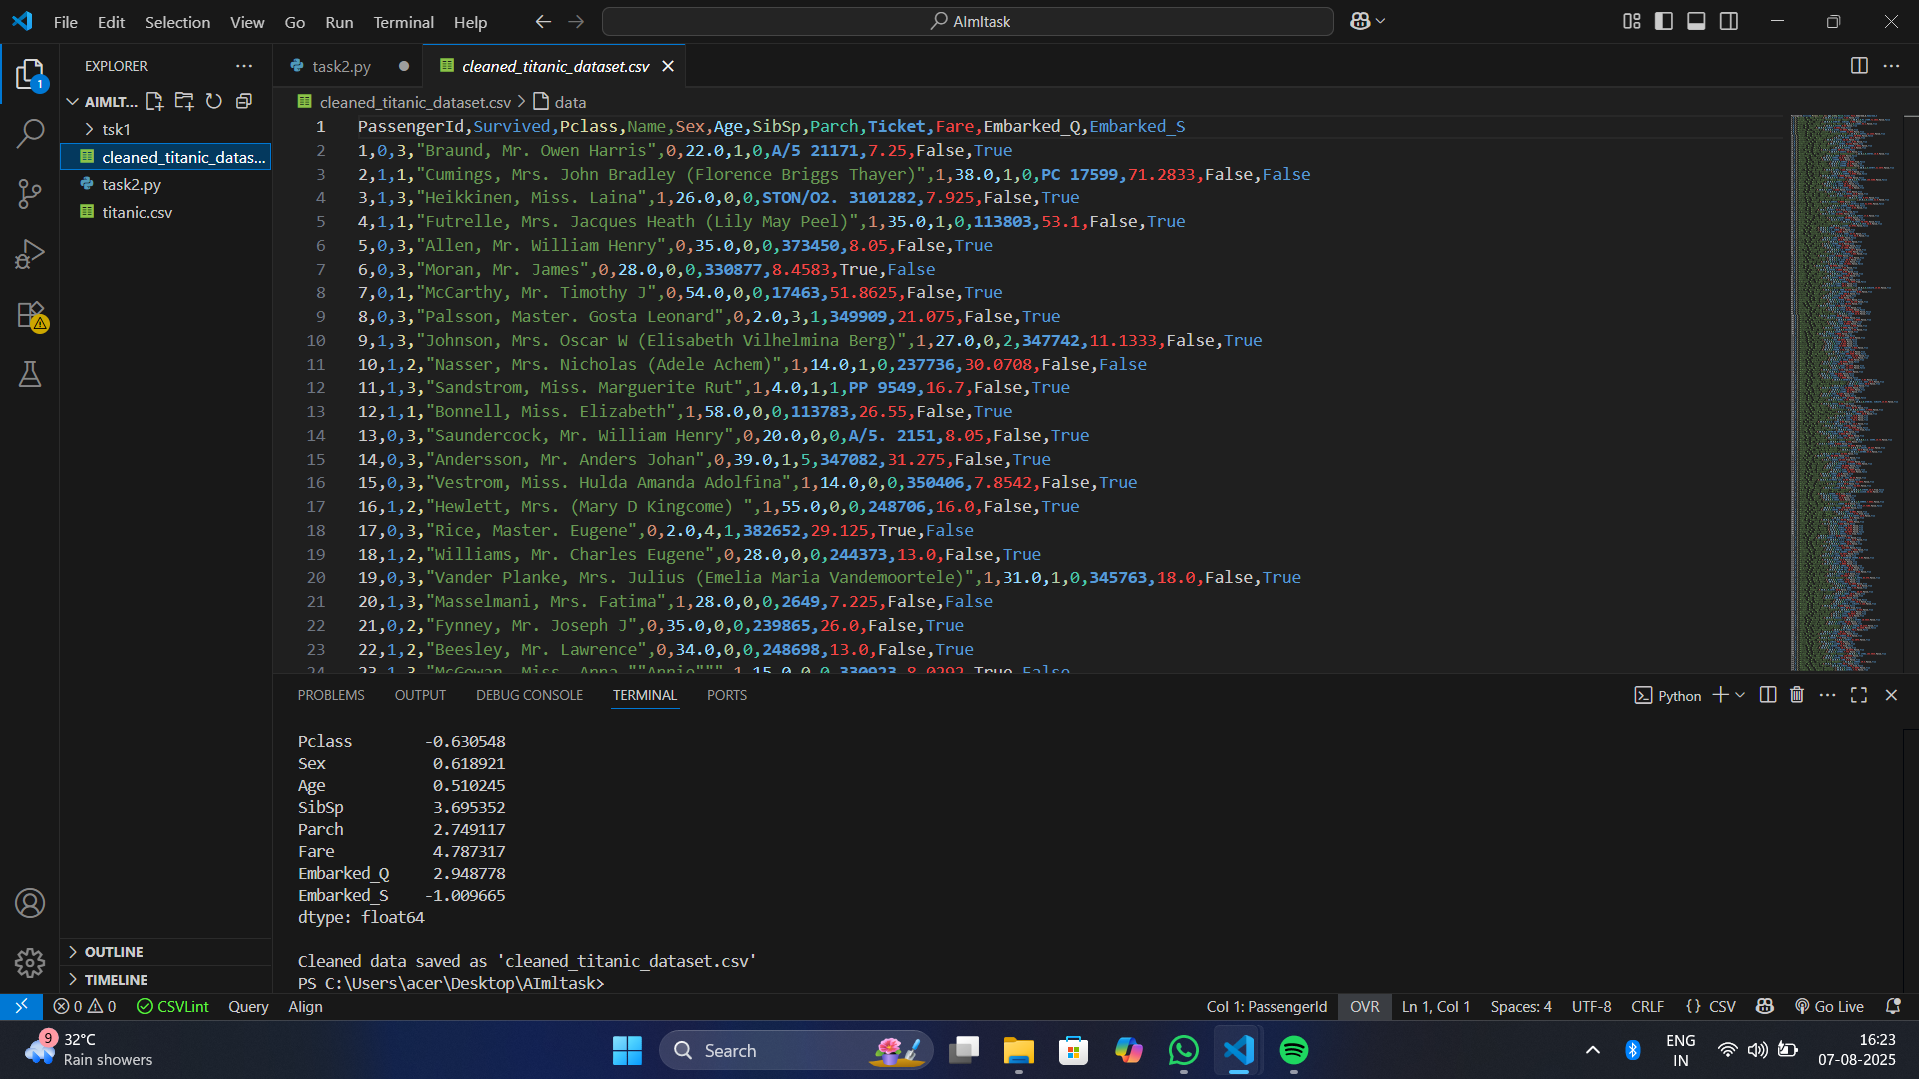 File Edit Selection View Go Run Terminal Help
AImltask
EXPLORER
task2.py
cleaned_titanic_dataset.csv
1
AIMLT...
tsk1
cleaned_titanic_datas...
task2.py
titanic.csv
cleaned_titanic_dataset.csv > data
1 PassengerId,Survived,Pclass,Name,Sex,Age,SibSp,Parch,Ticket,Fare,Embarked_Q,Embarked_S
2 1,0,3,"Braund, Mr. Owen Harris",0,22.0,1,0,A/5 21171,7.25,False,True
3 2,1,1,"Cumings, Mrs. John Bradley (Florence Briggs Thayer)",1,38.0,1,0,PC 17599,71.2833,False,False
4 3,1,3,"Heikkinen, Miss. Laina",1,26.0,0,0,STON/O2. 3101282,7.925,False,True
5 4,1,1,"Futrelle, Mrs. Jacques Heath (Lily May Peel)",1,35.0,1,0,113803,53.1,False,True
6 5,0,3,"Allen, Mr. William Henry",0,35.0,0,0,373450,8.05,False,True
7 6,0,3,"Moran, Mr. James",0,28.0,0,0,330877,8.4583,True,False
8 7,0,1,"McCarthy, Mr. Timothy J",0,54.0,0,0,17463,51.8625,False,True
9 8,0,3,"Palsson, Master. Gosta Leonard",0,2.0,3,1,349909,21.075,False,True
10 9,1,3,"Johnson, Mrs. Oscar W (Elisabeth Vilhelmina Berg)",1,27.0,0,2,347742,11.1333,False,True
11 10,1,2,"Nasser, Mrs. Nicholas (Adele Achem)",1,14.0,1,0,237736,30.0708,False,False
12 11,1,3,"Sandstrom, Miss. Marguerite Rut",1,4.0,1,1,PP 9549,16.7,False,True
13 12,1,1,"Bonnell, Miss. Elizabeth",1,58.0,0,0,113783,26.55,False,True
14 13,0,3,"Saundercock, Mr. William Henry",0,20.0,0,0,A/5. 2151,8.05,False,True
15 14,0,3,"Andersson, Mr. Anders Johan",0,39.0,1,5,347082,31.275,False,True
16 15,0,3,"Vestrom, Miss. Hulda Amanda Adolfina",1,14.0,0,0,350406,7.8542,False,True
17 16,1,2,"Hewlett, Mrs. (Mary D Kingcome) ",1,55.0,0,0,248706,16.0,False,True
18 17,0,3,"Rice, Master. Eugene",0,2.0,4,1,382652,29.125,True,False
19 18,1,2,"Williams, Mr. Charles Eugene",0,28.0,0,0,244373,13.0,False,True
20 19,0,3,"Vander Planke, Mrs. Julius (Emelia Maria Vandemoortele)",1,31.0,1,0,345763,18.0,False,True
21 20,1,3,"Masselmani, Mrs. Fatima",1,28.0,0,0,2649,7.225,False,False
22 21,0,2,"Fynney, Mr. Joseph J",0,35.0,0,0,239865,26.0,False,True
23 22,1,2,"Beesley, Mr. Lawrence",0,34.0,0,0,248698,13.0,False,True
24 23,1,3,"McGowan, Miss. Anna ""Annie""",1,15.0,0,0,330923,8.0292,True,False
PROBLEMS OUTPUT DEBUG CONSOLE TERMINAL PORTS
Python
Pclass -0.630548
Sex 0.618921
Age 0.510245
SibSp 3.695352
Parch 2.749117
Fare 4.787317
Embarked_Q 2.948778
Embarked_S -1.009665
dtype: float64
Cleaned data saved as 'cleaned_titanic_dataset.csv'
PS C:\Users\acer\Desktop\AImltask>
OUTLINE
TIMELINE
0 0 CSVLint Query Align
Col 1: PassengerId OVR Ln 1, Col 1 Spaces: 4 UTF-8 CRLF {} CSV Go Live
9
32°C
Rain showers
Search
ENG
IN
16:23
07-08-2025